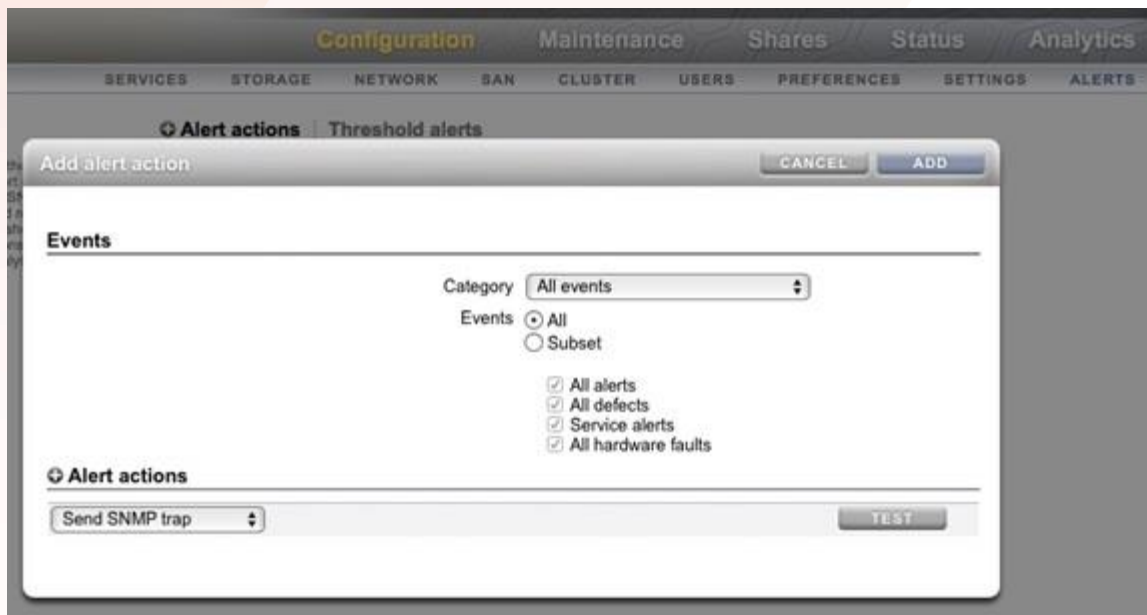 Configuration Maintenance Shares Status Analytics
SERVICES STORAGE NETWORK SAN CLUSTER USERS PREFERENCES SETTINGS ALERTS
Alert actions Threshold alerts
Add alert action CANCEL ADD
Events
Category All events
Events All
Subset
All alerts
All defects
Service alerts
All hardware faults
Alert actions
Send SNMP trap TEST